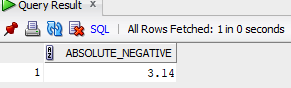 Query Result x
SQL | All Rows Fetched: 1 in 0 seconds
A Z ABSOLUTE_NEGATIVE
1 3.14